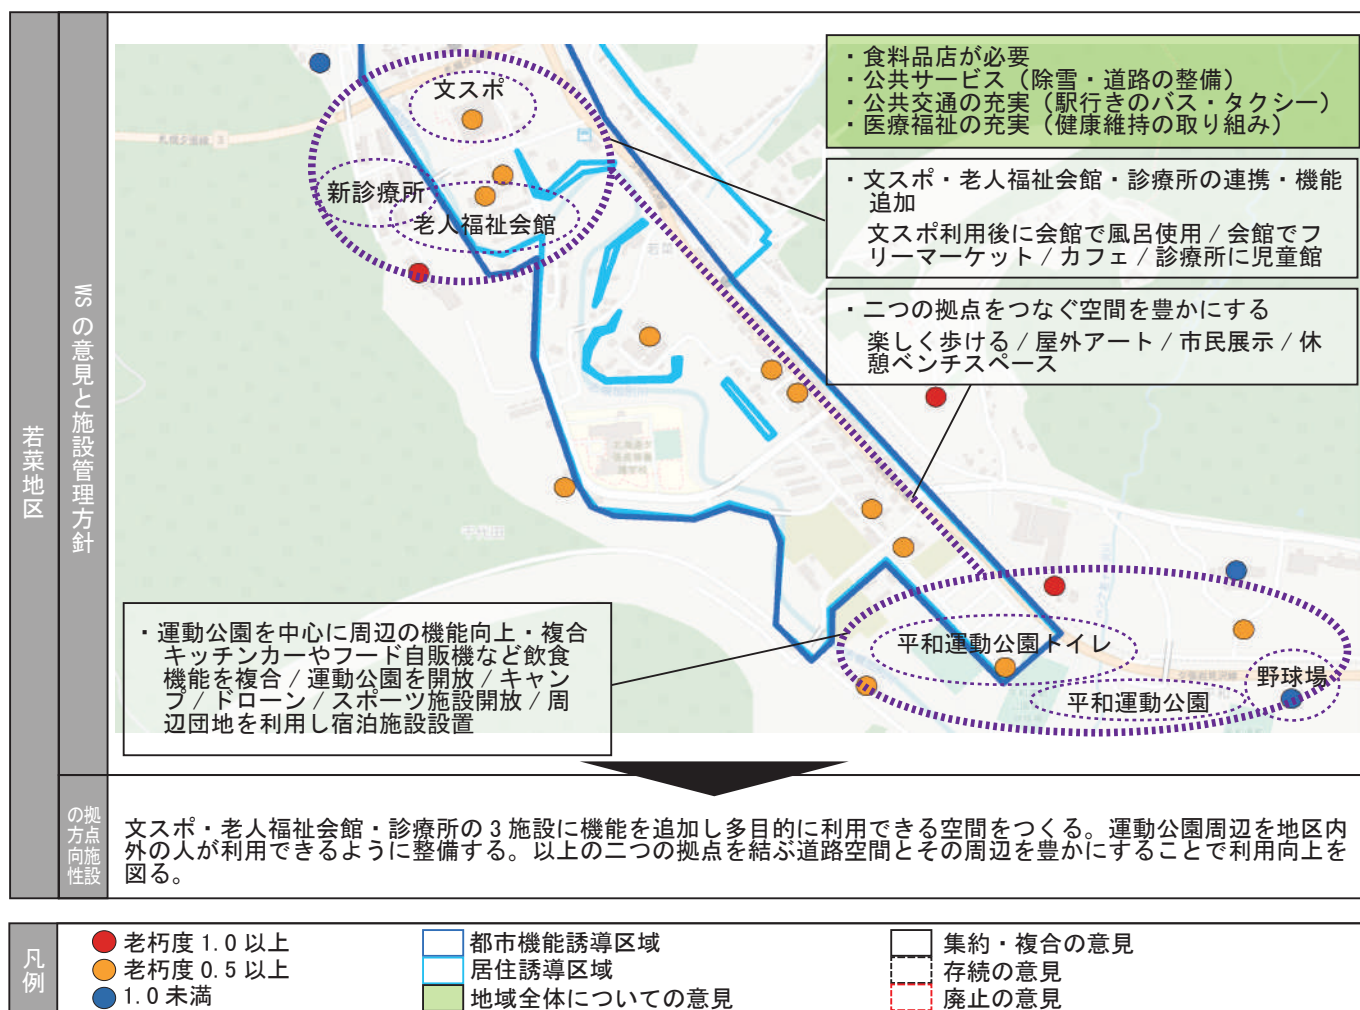 若菜地区
WSの意見と施設管理方針
文スポ
新診療所
老人福祉会館
若菜
・食料品店が必要
・公共サービス（除雪・道路の整備）
・公共交通の充実（駅行きのバス・タクシー）
・医療福祉の充実（健康維持の取り組み）
・文スポ・老人福祉会館・診療所の連携・機能
追加
文スポ利用後に会館で風呂使用 / 会館でフ
リーマーケット / カフェ / 診療所に児童館
・二つの拠点をつなぐ空間を豊かにする
楽しく歩ける / 屋外アート / 市民展示 / 休
憩ベンチスペース
・運動公園を中心に周辺の機能向上・複合
キッチンカーやフード自販機など飲食
機能を複合 / 運動公園を開放 / キャン
プ / ドローン / スポーツ施設開放 / 周
辺団地を利用し宿泊施設設置
平和運動公園トイレ
平和運動公園
野球場
拠点施設
の方向性
文スポ・老人福祉会館・診療所の 3 施設に機能を追加し多目的に利用できる空間をつくる。運動公園周辺を地区内
外の人が利用できるように整備する。以上の二つの拠点を結ぶ道路空間とその周辺を豊かにすることで利用向上を
図る。
凡例
老朽度 1.0 以上
老朽度 0.5 以上
1.0 未満
都市機能誘導区域
居住誘導区域
地域全体についての意見
集約・複合の意見
存続の意見
廃止の意見